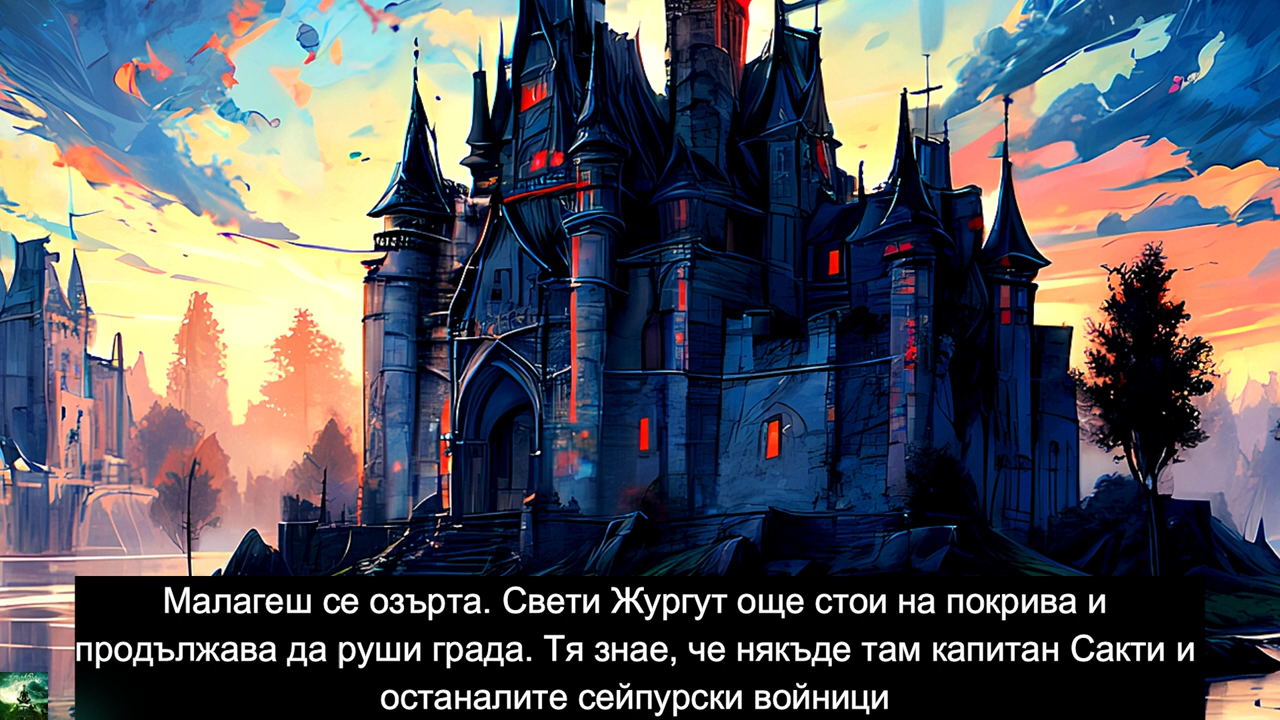 Малагеш се озърта. Свети Жургут още стои на покрива и
продължава да руши града. Тя знае, че някъде там капитан Сакти и
останалите сейпурски войници